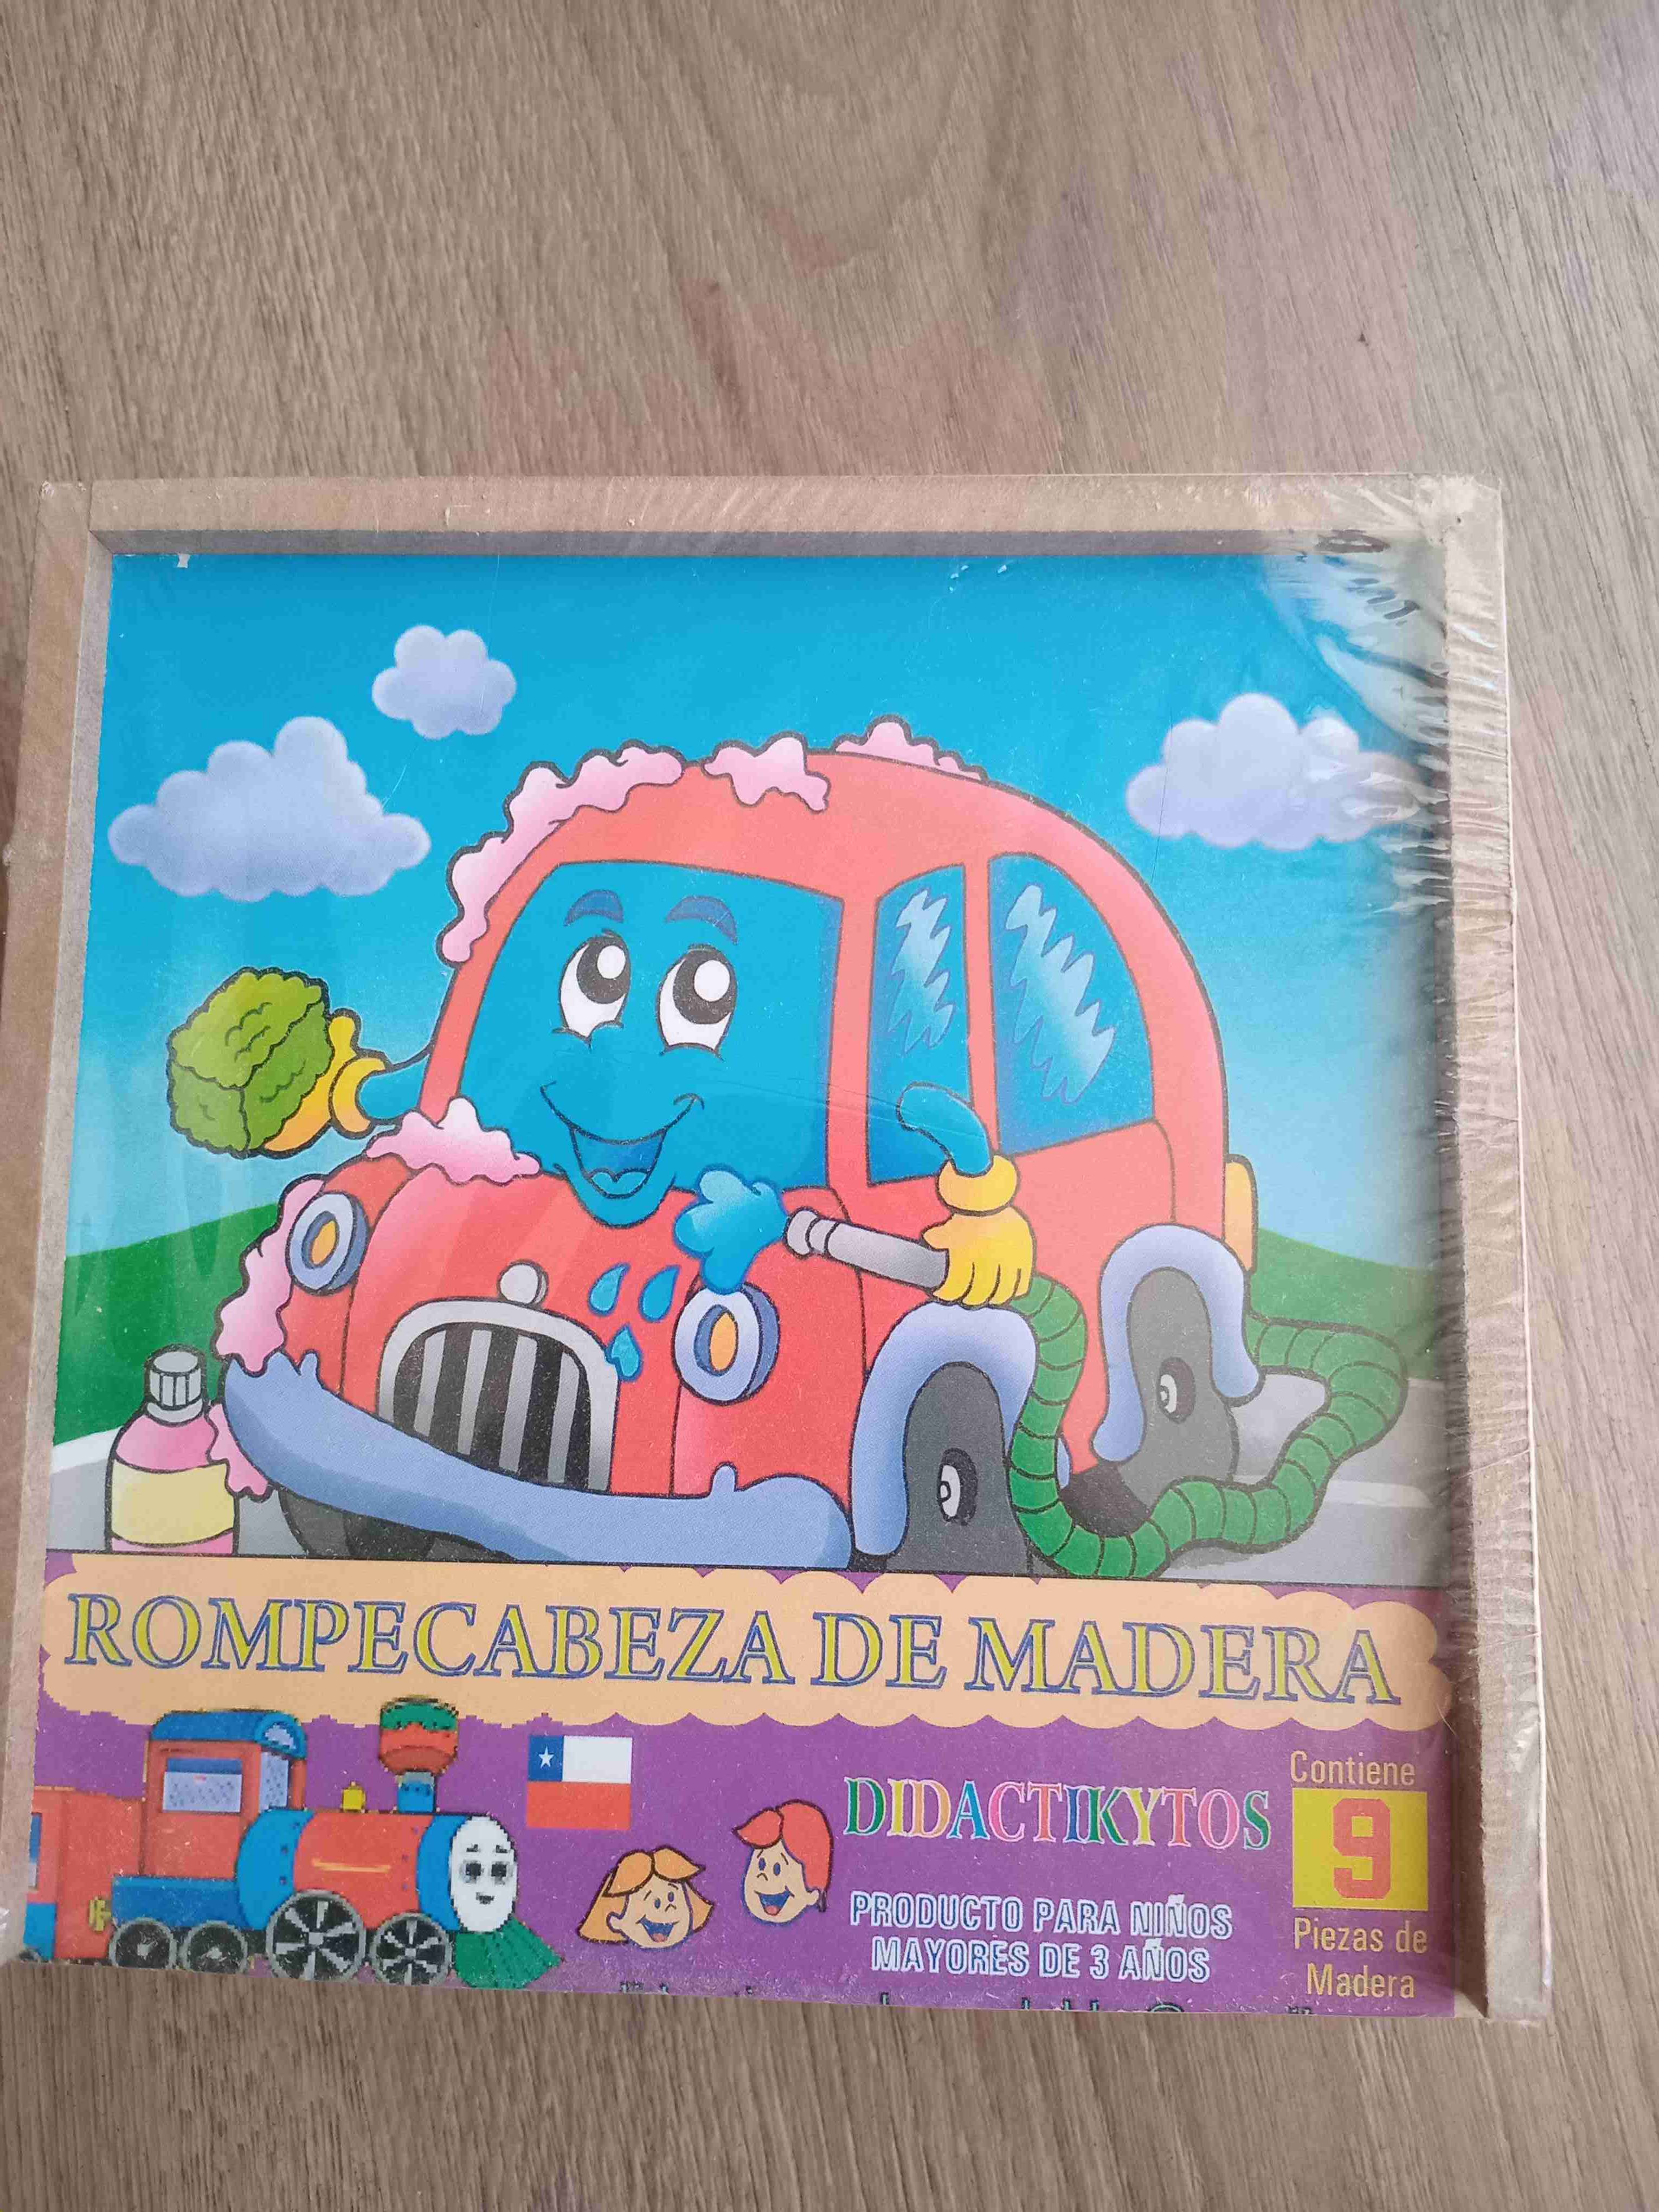 ROMPECABEZA DE MADERA
DIDACTIKYTOS
PRODUCTO PARA NIÑOS
MAYORES DE 3 AÑOS
Contiene
9
Piezas de
Madera